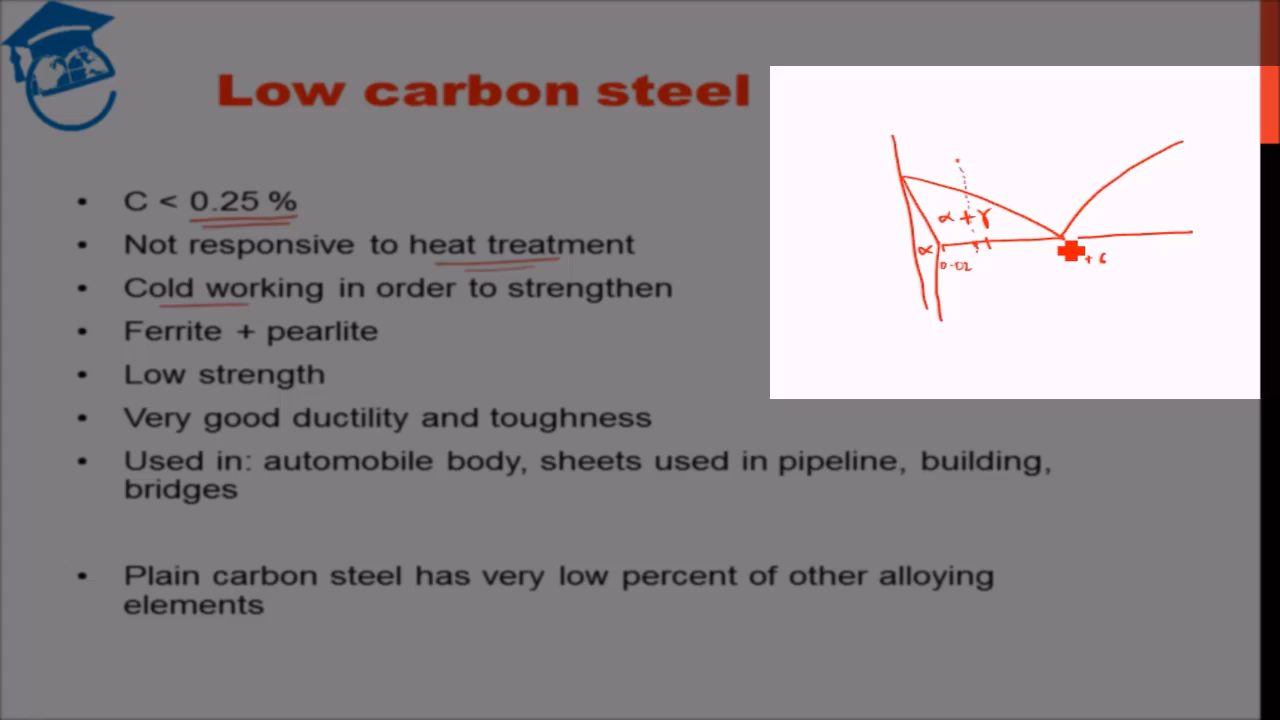 Low carbon steel
• C < 0.25 %
• Not responsive to heat treatment
• Cold working in order to strengthen
• Ferrite + pearlite
• Low strength
• Very good ductility and toughness
• Used in: automobile body, sheets used in pipeline, building,
bridges
• Plain carbon steel has very low percent of other alloying
elements
α + γ
α
0.02